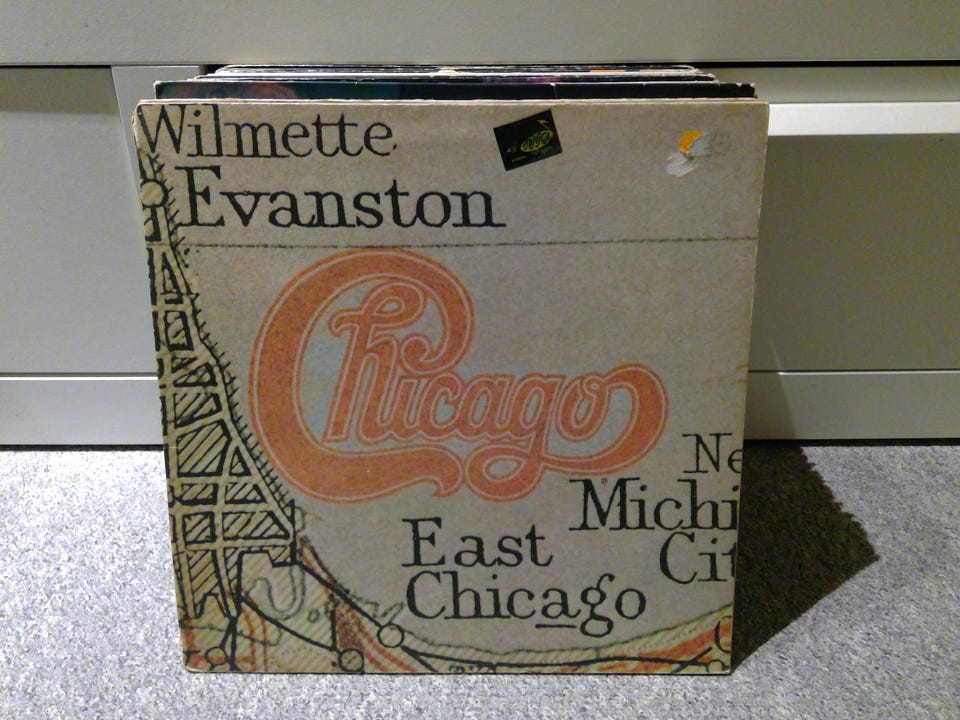 Wilmette
Evanston
Chicago
Ne
Michi
Cit
East
Chicago